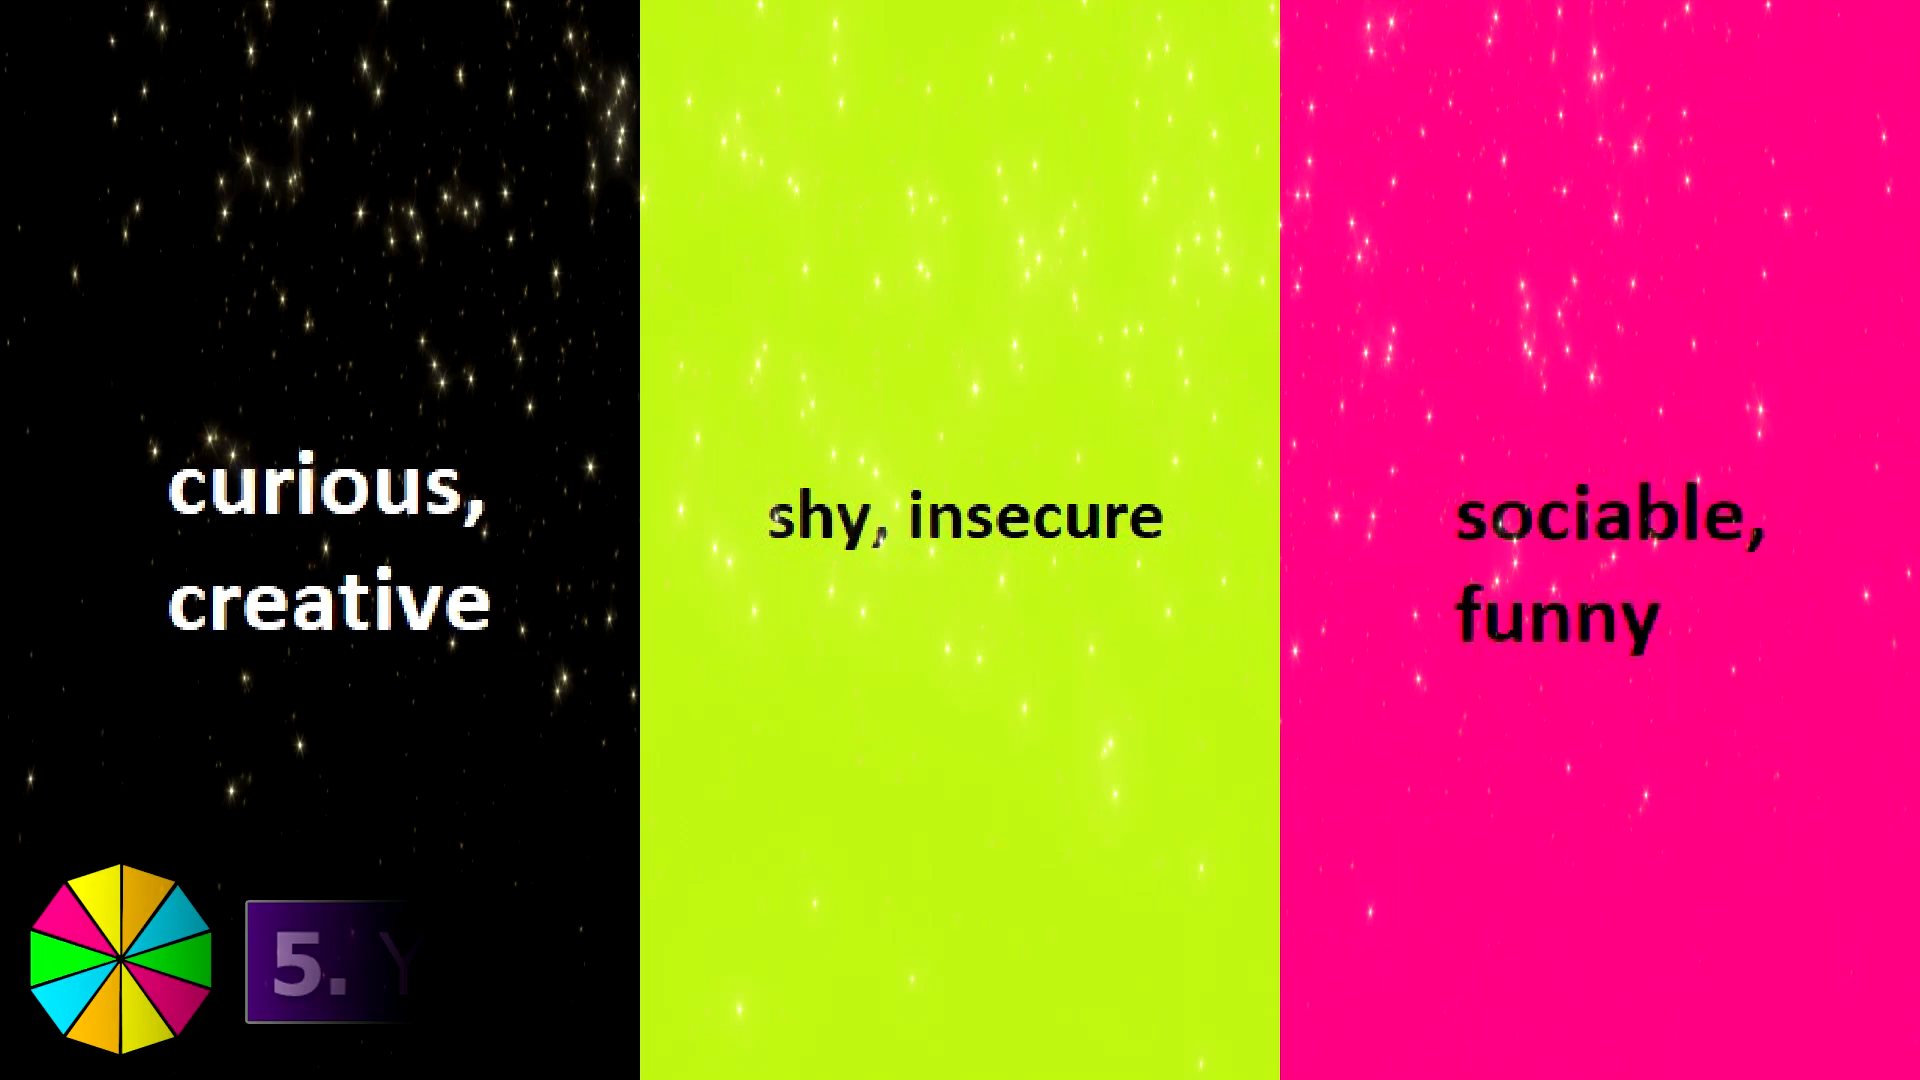 curious,
creative
shy, insecure
sociable,
funny
5. Y